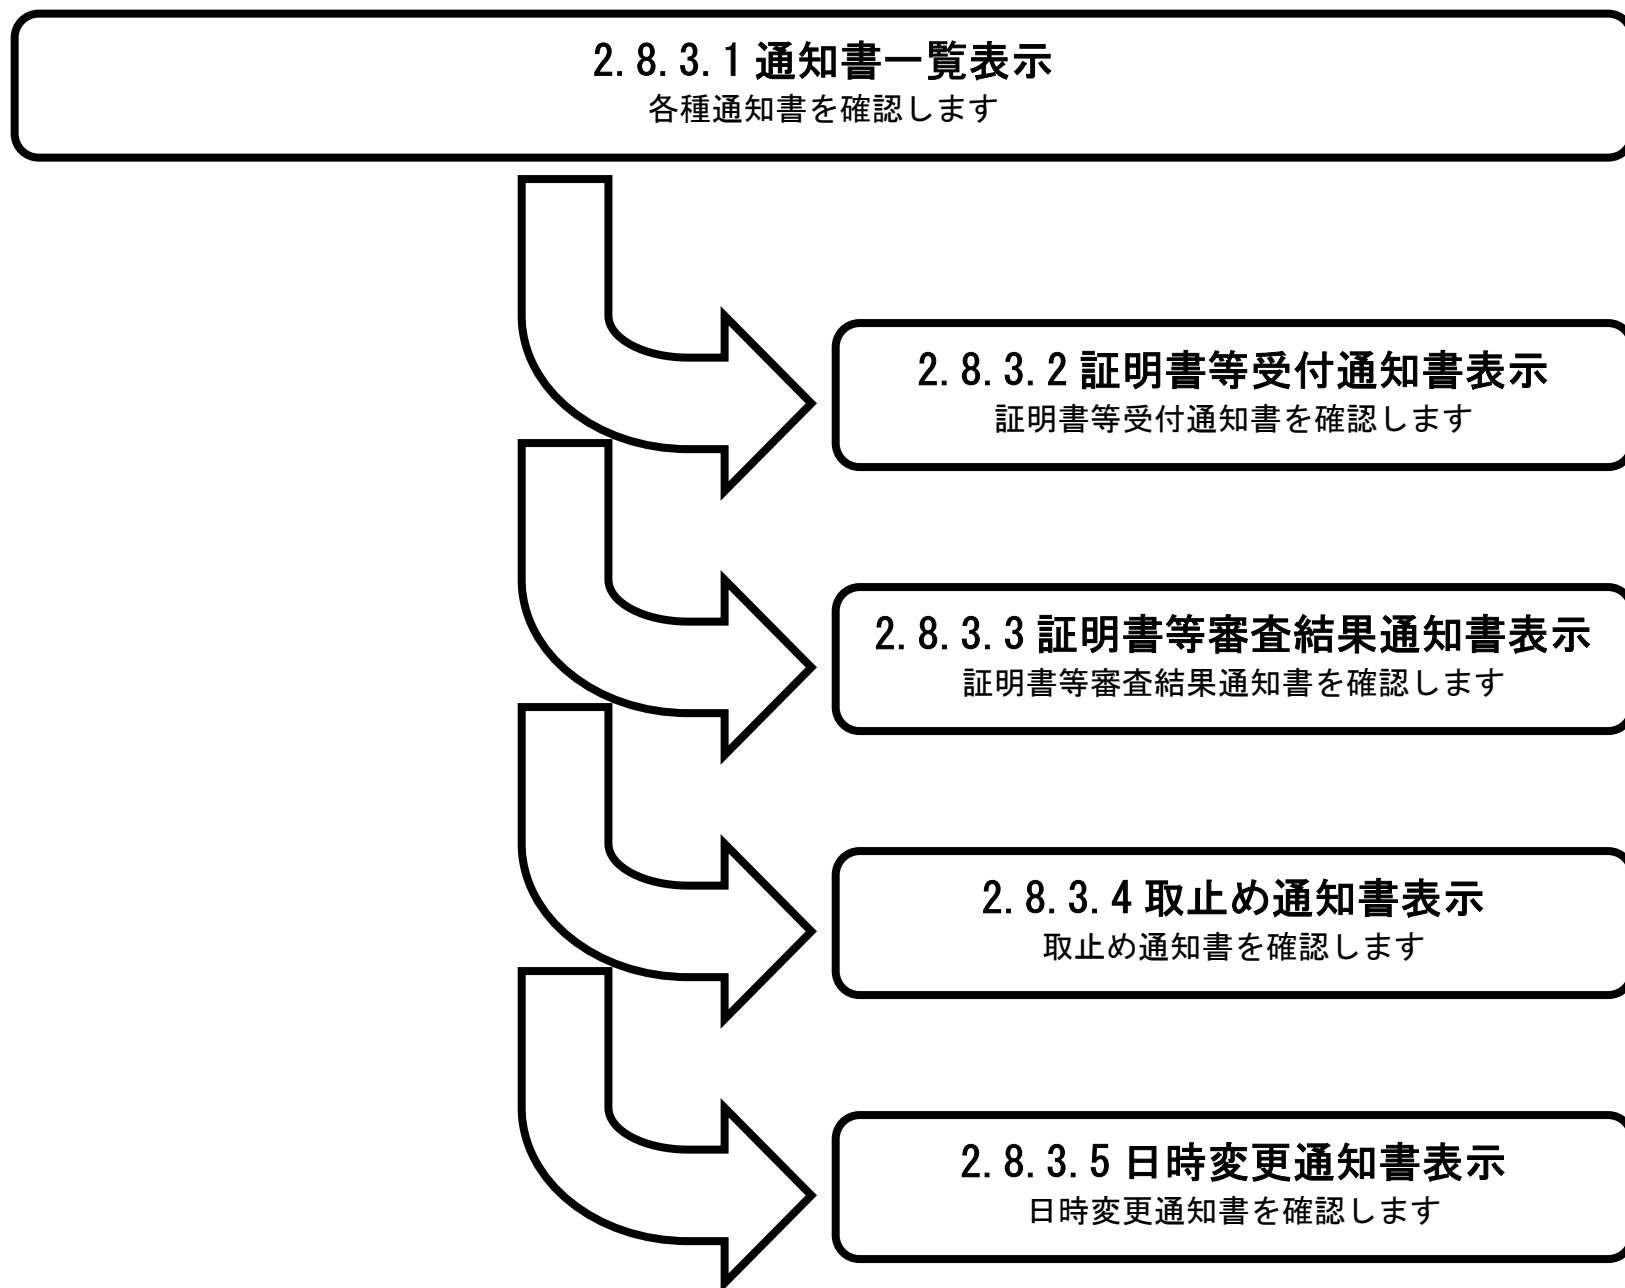 2.8.3.1 通知書一覧表示
各種通知書を確認します
2.8.3.2 証明書等受付通知書表示
証明書等受付通知書を確認します
2.8.3.3 証明書等審査結果通知書表示
証明書等審査結果通知書を確認します
2.8.3.4 取止め通知書表示
取止め通知書を確認します
2.8.3.5 日時変更通知書表示
日時変更通知書を確認します